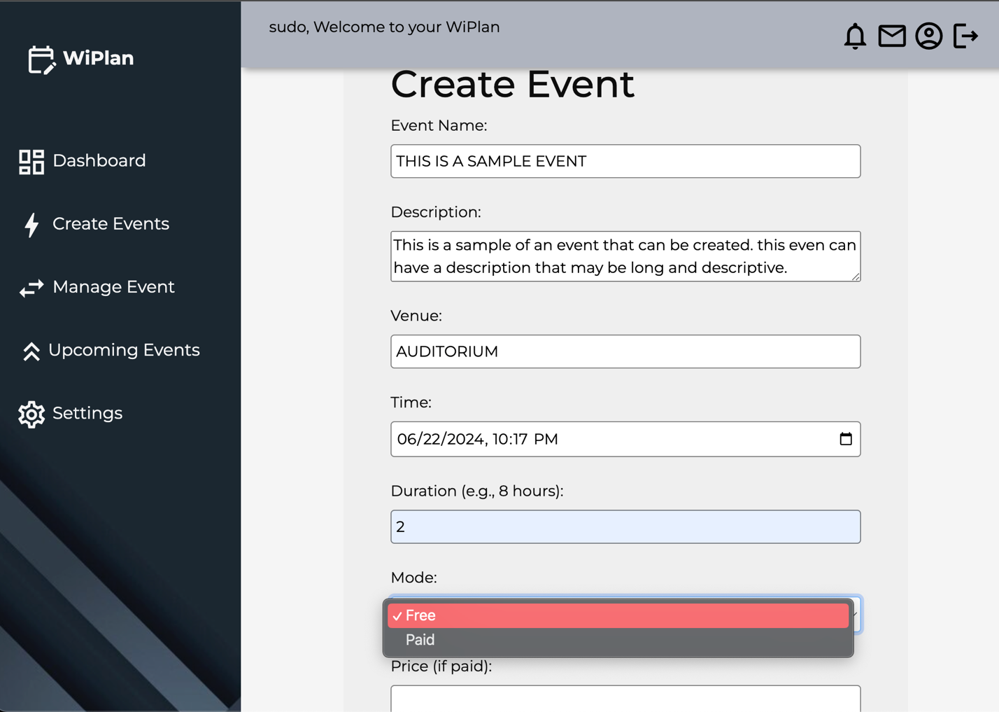 WiPlan
Dashboard
Create Events
Manage Event
Upcoming Events
Settings
sudo, Welcome to your WiPlan
Create Event
Event Name:
THIS IS A SAMPLE EVENT
Description:
This is a sample of an event that can be created. this even can
have a description that may be long and descriptive.
Venue:
AUDITORIUM
Time:
06/22/2024, 10:17 PM
Duration (e.g., 8 hours):
2
Mode:
✓ Free
Paid
Price (if paid):